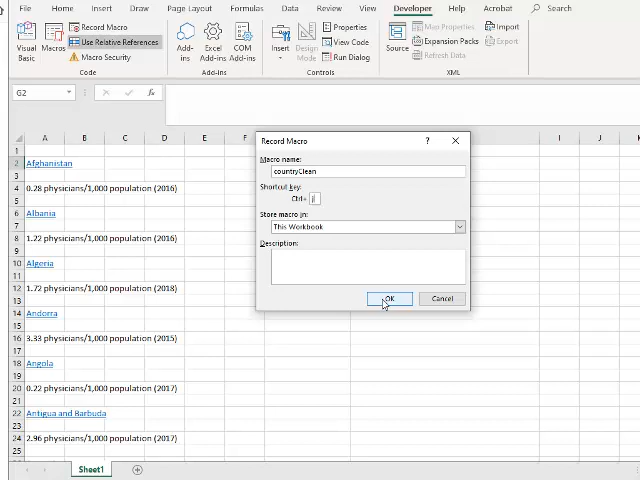 File Home Insert Draw Page Layout Formulas Data Review View Developer Help Acrobat Search
Visual Basic
Macros
Record Macro
Use Relative References
Macro Security
Code
Add-ins
Excel Add-ins
COM Add-ins
Add-ins
Insert
Design Mode
Properties
View Code
Run Dialog
Controls
Source
Map Properties
Expansion Packs
Refresh Data
Import
Export
XML
G2
fx
A B C D E F I J K
1
2 Afghanistan
3
4 0.28 physicians/1,000 population (2016)
5
6 Albania
7
8 1.22 physicians/1,000 population (2016)
9
10 Algeria
11
12 1.72 physicians/1,000 population (2018)
13
14 Andorra
15
16 3.33 physicians/1,000 population (2015)
17
18 Angola
19
20 0.22 physicians/1,000 population (2017)
21
22 Antigua and Barbuda
23
24 2.96 physicians/1,000 population (2017)
25
Record Macro ?
Macro name:
countryClean
Shortcut key:
Ctrl+ j
Store macro in:
This Workbook
Description:
OK Cancel
Sheet1